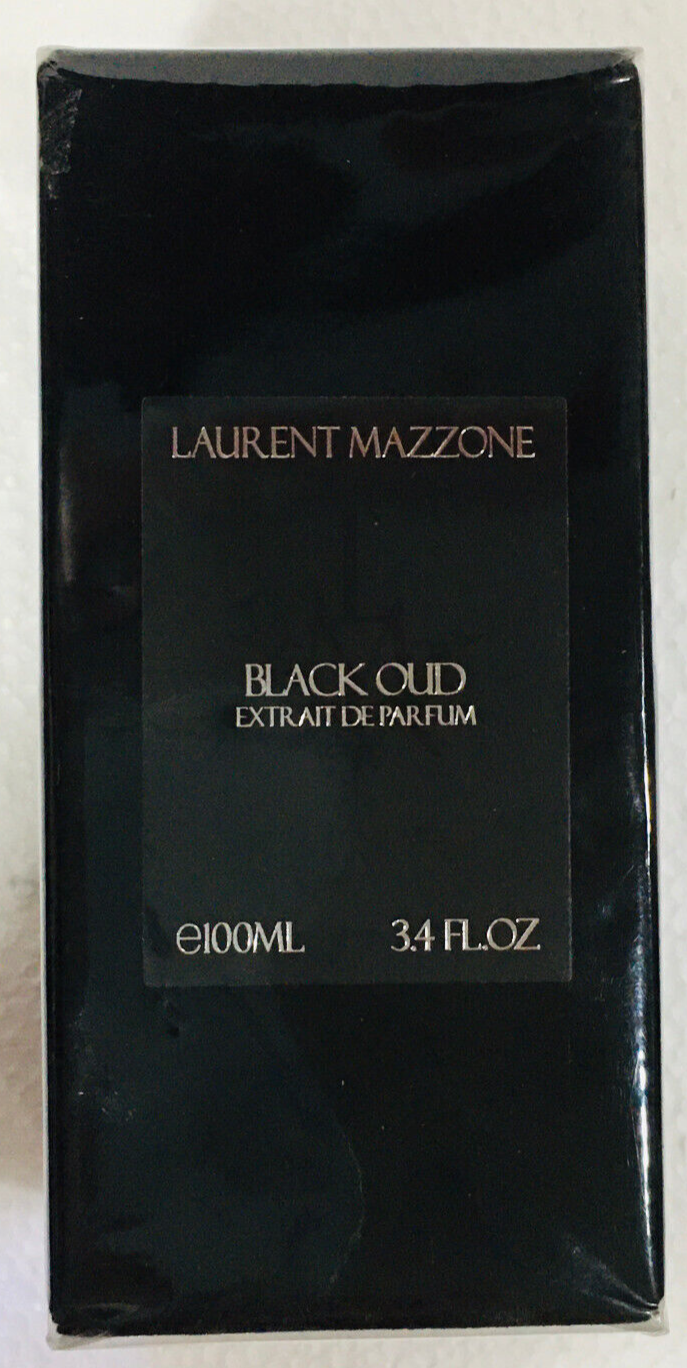 LAURENT MAZZONE
BLACK OUD
EXTRAIT DE PARFUM
℮100ML 3.4 FL.OZ